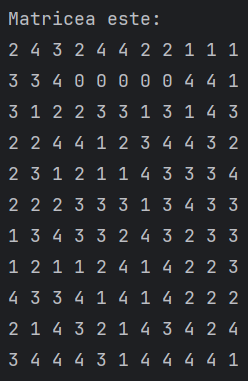 Matricea este:
2 4 3 2 4 4 2 2 1 1 1
3 3 4 0 0 0 0 0 4 4 1
3 1 2 2 3 3 1 3 1 4 3
2 2 4 4 1 2 3 4 4 3 2
2 3 1 2 1 1 4 3 3 3 4
2 2 2 3 3 3 1 3 4 3 3
1 3 4 3 3 2 4 3 2 3 3
1 2 1 1 2 4 1 4 2 2 3
4 3 3 4 1 4 1 4 2 2 2
2 1 4 3 2 1 4 3 4 2 4
3 4 4 4 3 1 4 4 4 4 1